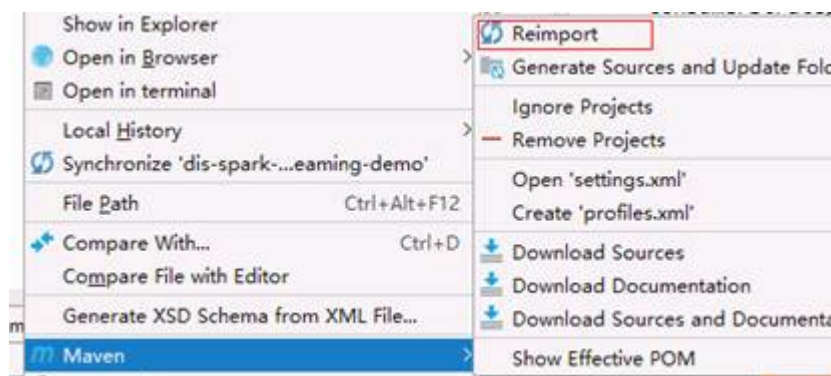 Show in Explorer
Open in Browser
Open in terminal
Local History
Synchronize 'dis-spark-...eaming-demo'
File Path Ctrl+Alt+F12
Compare With... Ctrl+D
Compare File with Editor
Generate XSD Schema from XML File...
Maven
Reimport
Generate Sources and Update Fold
Ignore Projects
Remove Projects
Open 'settings.xml'
Create 'profiles.xml'
Download Sources
Download Documentation
Download Sources and Documenta
Show Effective POM